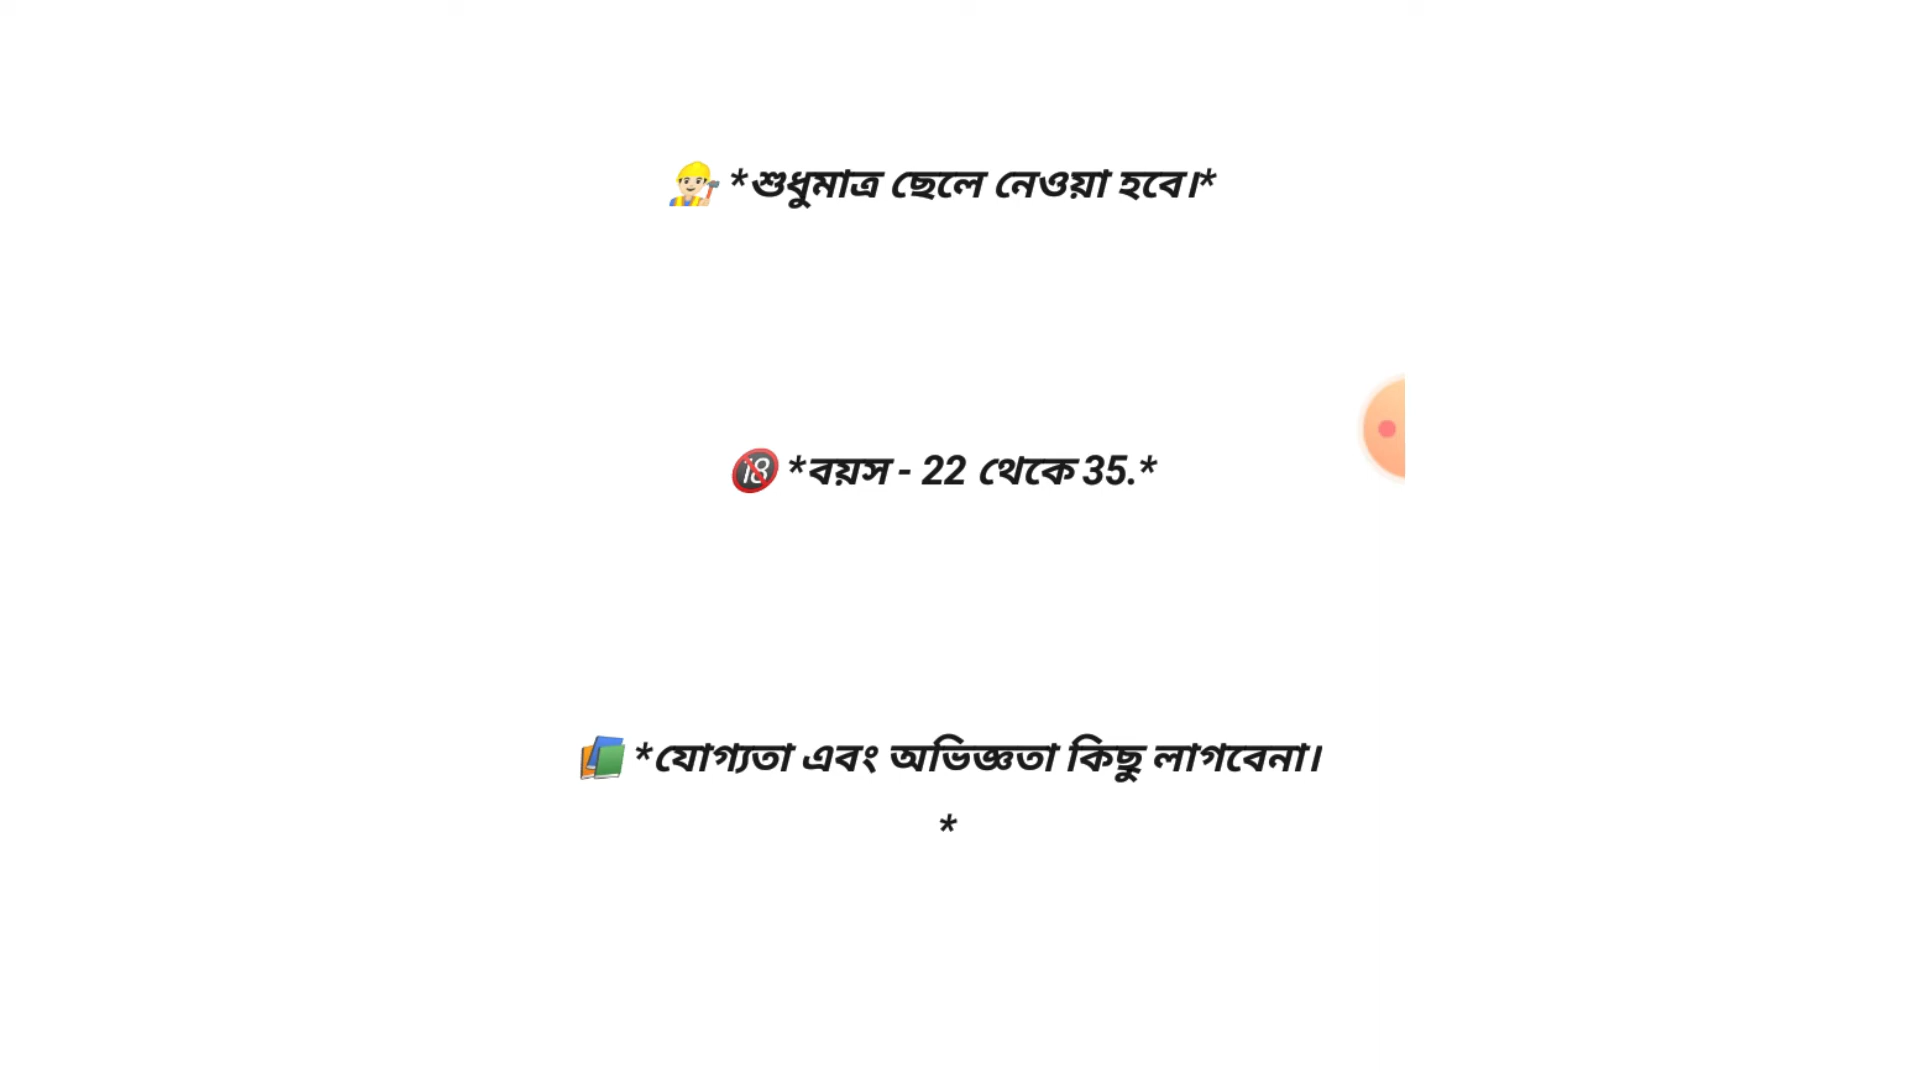 👷🏻‍♂️ *শুধুমাত্র ছেলে নেওয়া হবে।*
🔞 *বয়স - 22 থেকে 35.*
📚 *যোগ্যতা এবং অভিজ্ঞতা কিছু লাগবেনা।
*